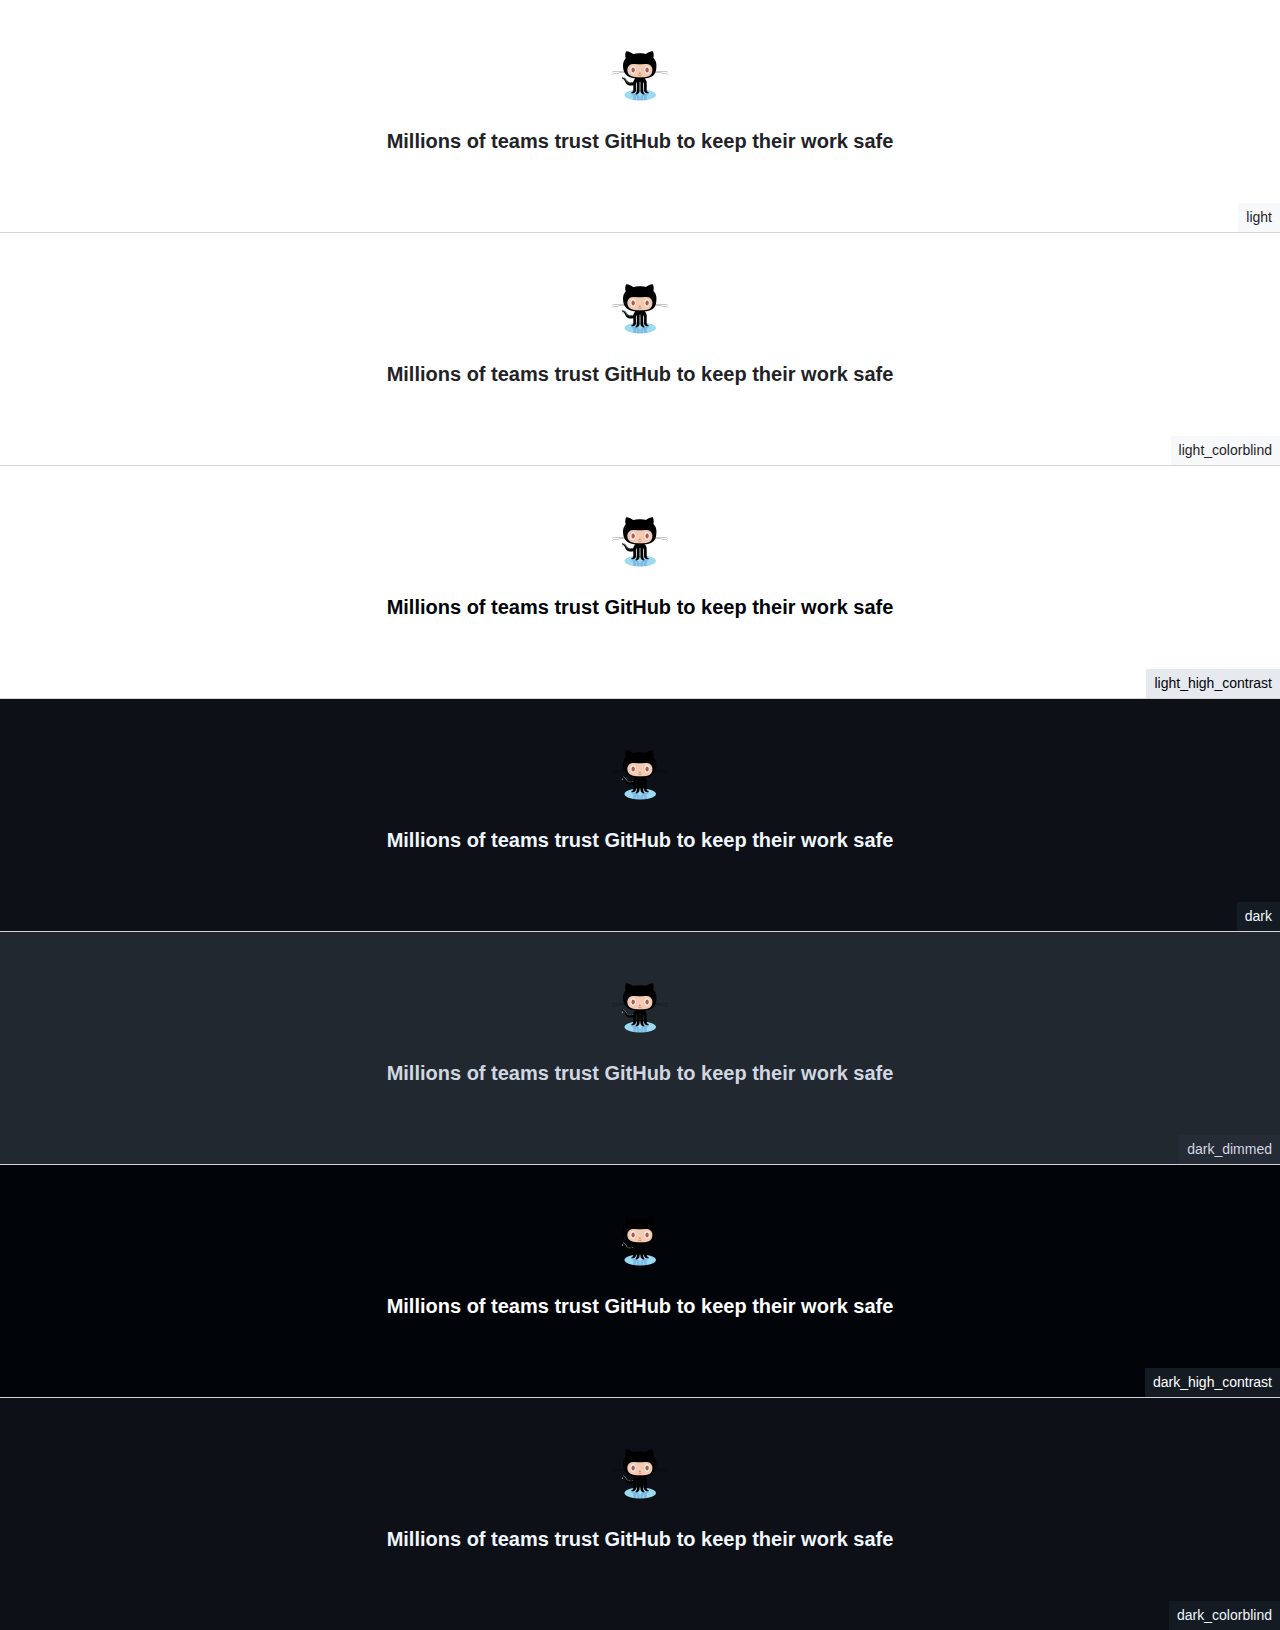 Millions of teams trust GitHub to keep their work safe
light
Millions of teams trust GitHub to keep their work safe
light_colorblind
Millions of teams trust GitHub to keep their work safe
light_high_contrast
Millions of teams trust GitHub to keep their work safe
dark
Millions of teams trust GitHub to keep their work safe
dark_dimmed
Millions of teams trust GitHub to keep their work safe
dark_high_contrast
Millions of teams trust GitHub to keep their work safe
dark_colorblind